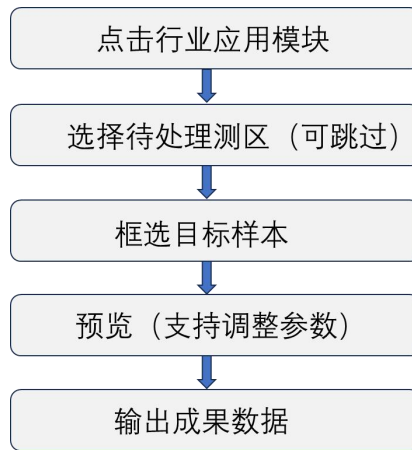 点击行业应用模块
选择待处理测区（可跳过）
框选目标样本
预览（支持调整参数）
输出成果数据